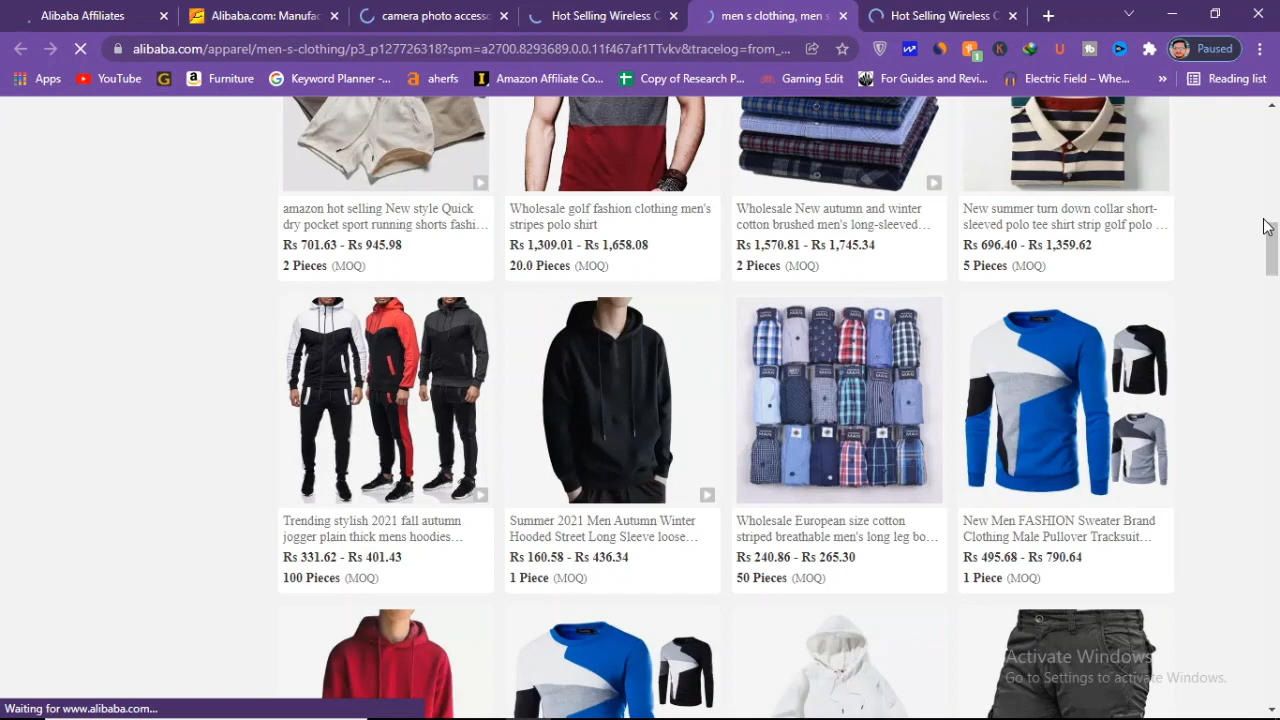 Alibaba Affiliates
Alibaba.com: Manufac
camera photo accesso
Hot Selling Wireless C
men s clothing, men s
Hot Selling Wireless C
alibaba.com/apparel/men-s-clothing/p3_p127726318?spm=a2700.8293689.0.0.11f467af1TTvkv&tracelog=from_...
Paused
Apps
YouTube
Furniture
Keyword Planner -...
aherfs
Amazon Affiliate Co...
Copy of Research P...
Gaming Edit
For Guides and Revi...
Electric Field – Whe...
»
Reading list
amazon hot selling New style Quick
dry pocket sport running shorts fashi...
Rs 701.63 - Rs 945.98
2 Pieces (MOQ)
Wholesale golf fashion clothing men's
stripes polo shirt
Rs 1,309.01 - Rs 1,658.08
20.0 Pieces (MOQ)
Wholesale New autumn and winter
cotton brushed men's long-sleeved...
Rs 1,570.81 - Rs 1,745.34
2 Pieces (MOQ)
New summer turn down collar short-
sleeved polo tee shirt strip golf polo ...
Rs 696.40 - Rs 1,359.62
5 Pieces (MOQ)
Trending stylish 2021 fall autumn
jogger plain thick mens hoodies...
Rs 331.62 - Rs 401.43
100 Pieces (MOQ)
Summer 2021 Men Autumn Winter
Hooded Street Long Sleeve loose...
Rs 160.58 - Rs 436.34
1 Piece (MOQ)
Wholesale European size cotton
striped breathable men's long leg bo...
Rs 240.86 - Rs 265.30
50 Pieces (MOQ)
New Men FASHION Sweater Brand
Clothing Male Pullover Tracksuit...
Rs 495.68 - Rs 790.64
1 Piece (MOQ)
Activate Windows
Go to Settings to activate Windows.
Waiting for www.alibaba.com...